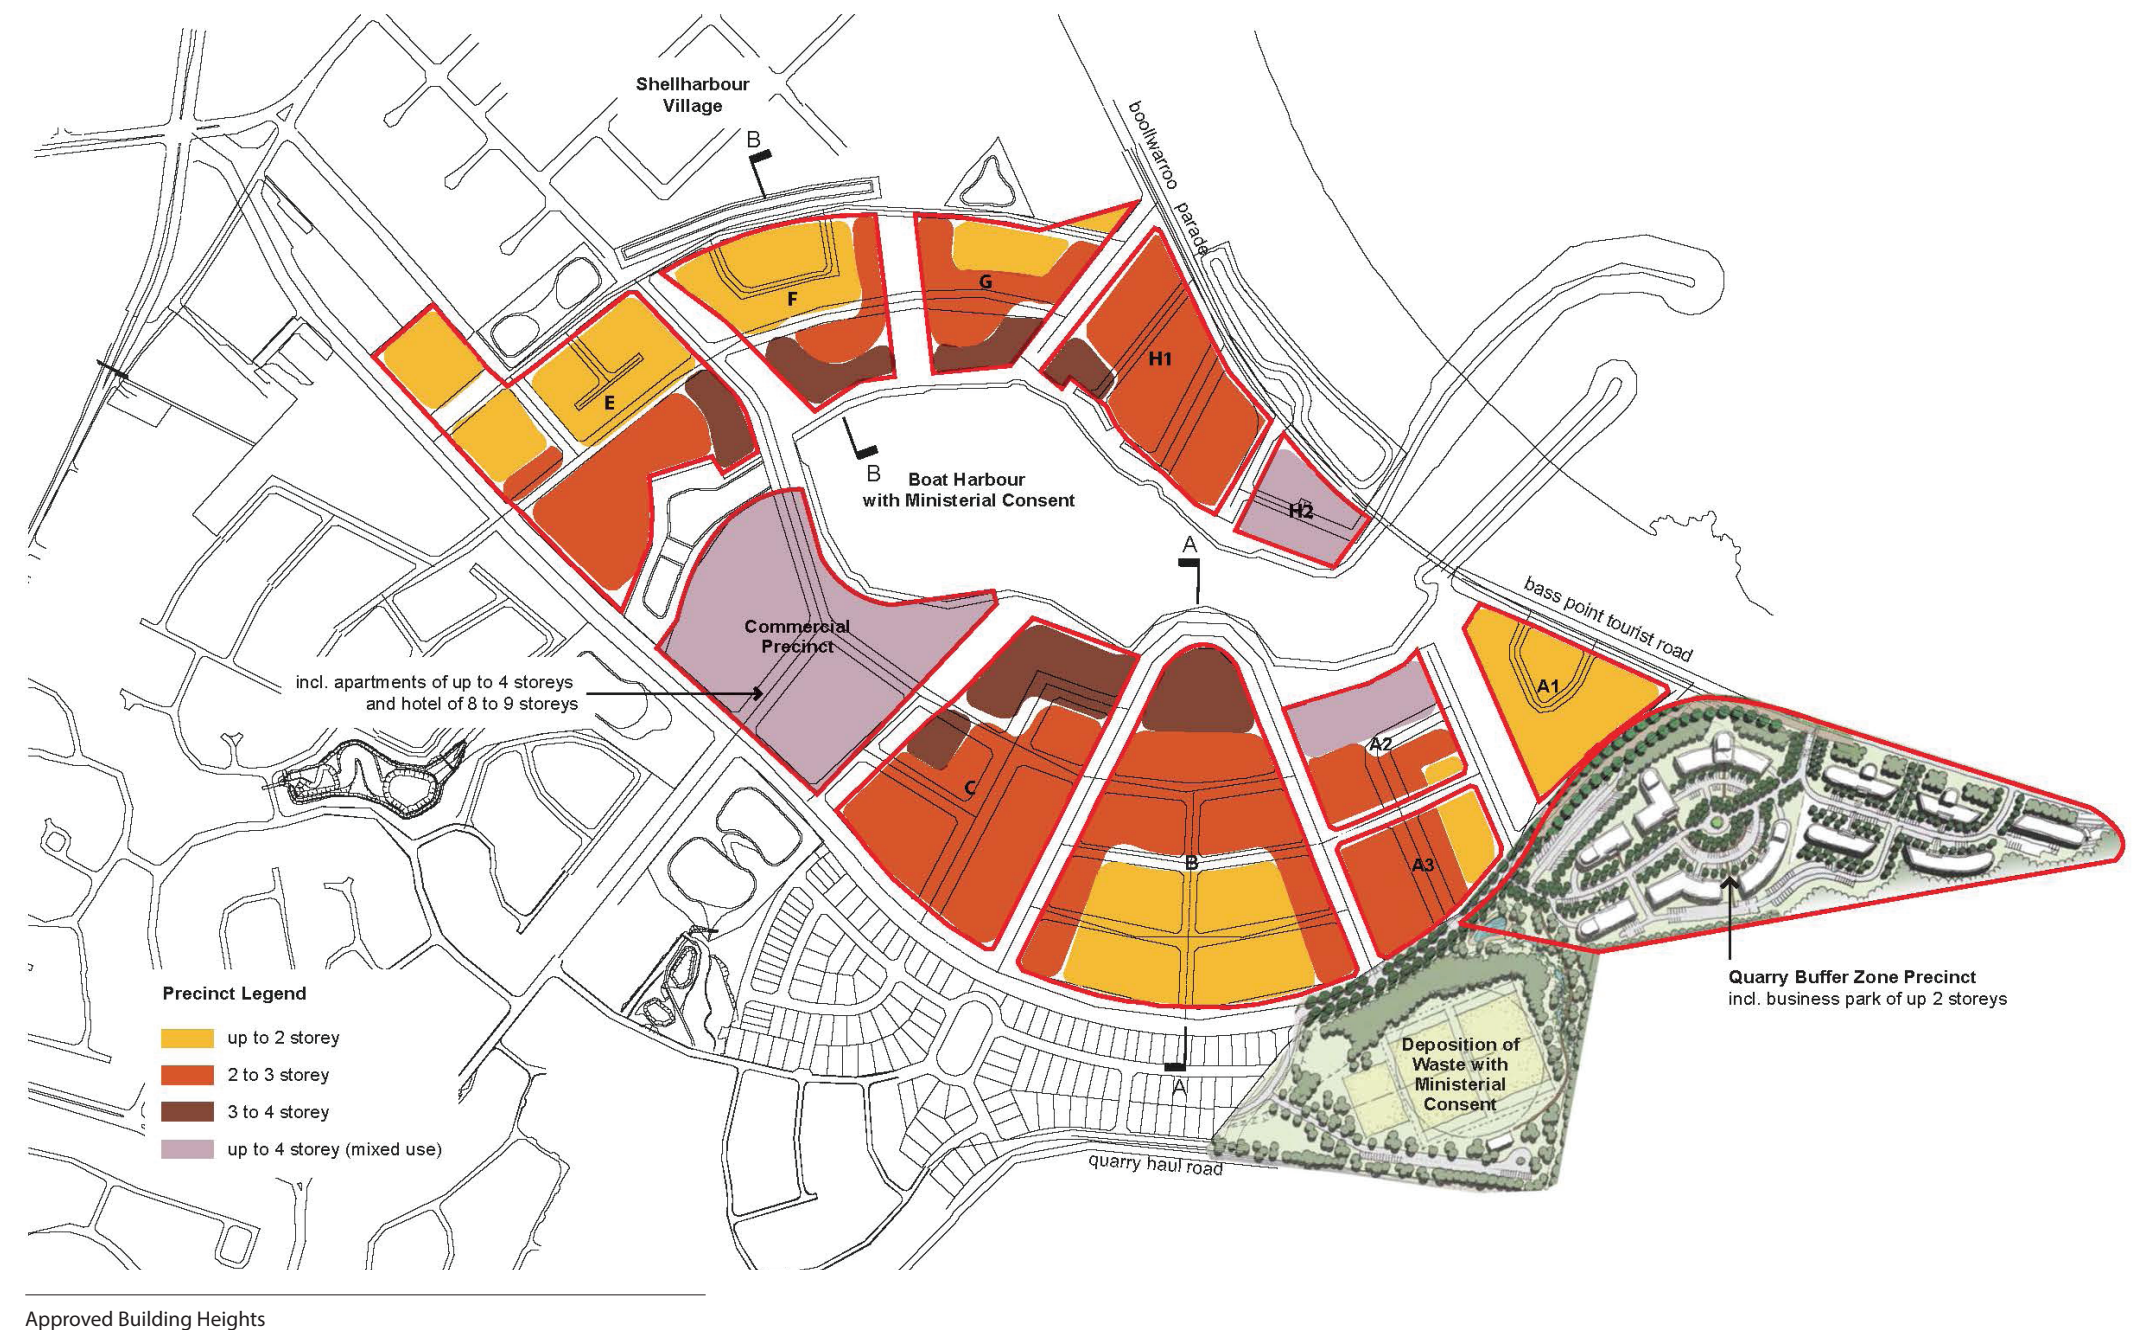 Shellharbour
Village
B
boollwarroo parade
F
G
H1
E
B
Boat Harbour
with Ministerial Consent
H2
A
bass point tourist road
Commercial
Precinct
incl. apartments of up to 4 storeys
and hotel of 8 to 9 storeys
A1
A2
C
B
A3
Quarry Buffer Zone Precinct
incl. business park of up 2 storeys
Precinct Legend
up to 2 storey
2 to 3 storey
3 to 4 storey
up to 4 storey (mixed use)
Deposition of
Waste with
Ministerial
Consent
A
quarry haul road
Approved Building Heights